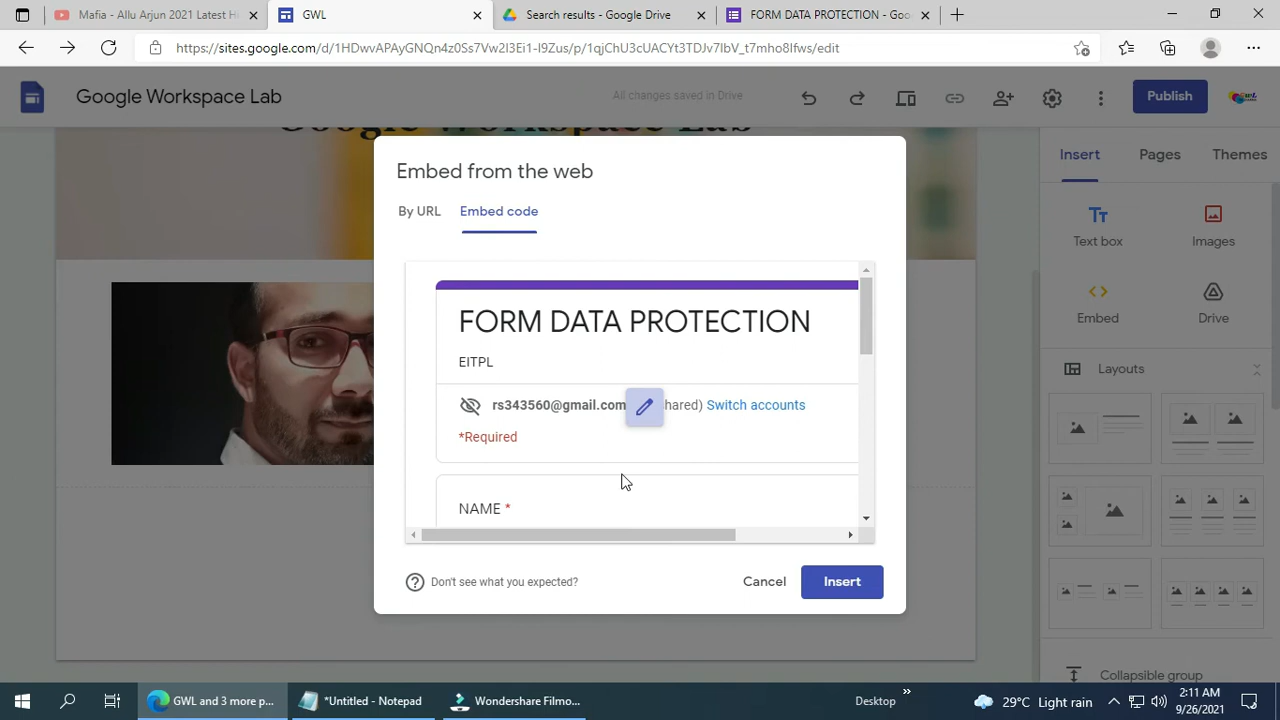 Mafia - Allu Arjun 2021 Latest H
GWL
Search results - Google Drive
FORM DATA PROTECTION - Goo
https://sites.google.com/d/1HDwvAPAyGNQn4z0Ss7Vw2I3Ei1-I9Zus/p/1qjChU3cUACYt3TDJv7IbV_t7mho8Ifws/edit
Google Workspace Lab
All changes saved in Drive
Publish
Google Workspace Lab
Insert
Pages
Themes
Embed from the web
By URL
Embed code
Text box
Images
FORM DATA PROTECTION
EITPL
Embed
Drive
rs343560@gmail.com hared) Switch accounts
*Required
Layouts
NAME *
Don't see what you expected?
Cancel
Insert
Collapsible group
GWL and 3 more p...
*Untitled - Notepad
Wondershare Filmo...
Desktop
29°C Light rain
2:11 AM
9/26/2021